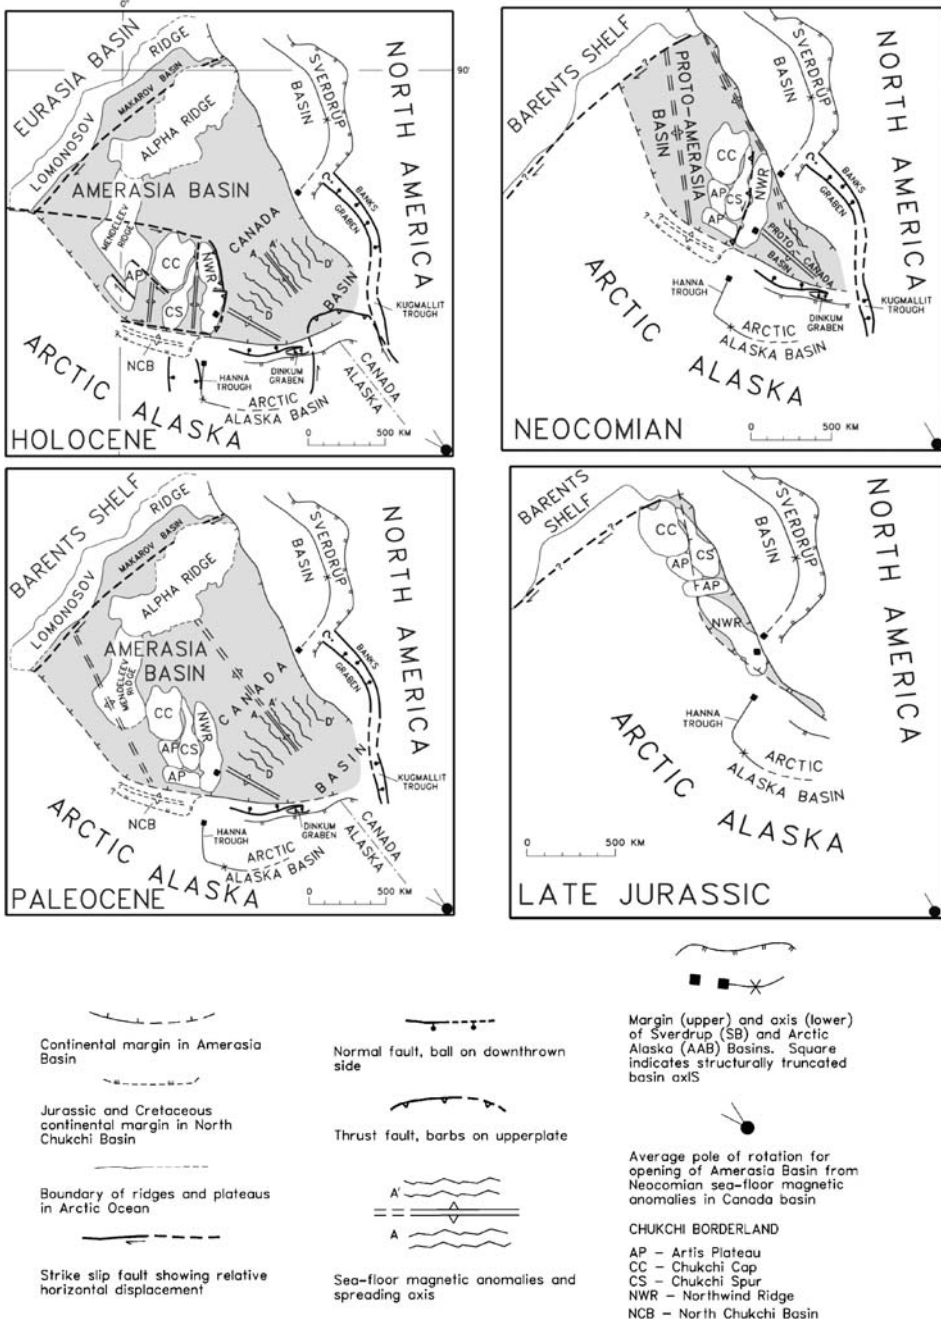 0°
EURASIA BASIN
LOMONOSOV
RIDGE
MAKAROV BASIN
ALPHA RIDGE
AMERASIA BASIN
MENDELEEV
RIDGE
AP
CC
CS
NWR
CANADA
BASIN
A
A'
D
D'
SVERDRUP
BASIN
90°
NORTH AMERICA
?
BANKS
GRABEN
KUGMALLIT
TROUGH
NCB
HANNA
TROUGH
DINKUM
GRABEN
ARCTIC
ALASKA BASIN
CANADA
ALASKA
ARCTIC ALASKA
0 500 KM
HOLOCENE
BARENTS SHELF
?
PROTO-AMERASIA
BASIN
CC
AP
CS
AP
NWR
PROTO-CANADA
BASIN
SVERDRUP
BASIN
NORTH AMERICA
?
BANKS
GRABEN
KUGMALLIT
TROUGH
? ? ?
HANNA
TROUGH
DINKUM
GRABEN
ARCTIC
ALASKA BASIN
ARCTIC ALASKA
0 500 KM
NEOCOMIAN
BARENTS SHELF
LOMONOSOV
RIDGE
MAKAROV BASIN
ALPHA RIDGE
AMERASIA
BASIN
MENDELEEV
RIDGE
CC
AP
CS
AP
NWR
CANADA
BASIN
A
A'
D
D'
SVERDRUP
BASIN
NORTH AMERICA
?
BANKS
GRABEN
KUGMALLIT
TROUGH
NCB
HANNA
TROUGH
DINKUM
GRABEN
ARCTIC
ALASKA BASIN
CANADA
ALASKA
ARCTIC ALASKA
0 500 KM
PALEOCENE
BARENTS
SHELF
?
?
CC
CS
AP
AP
NWR
SVERDRUP
BASIN
NORTH AMERICA
HANNA
TROUGH
ARCTIC
ALASKA BASIN
ARCTIC ALASKA
0 500 KM
LATE JURASSIC
Continental margin in Amerasia
Basin
Jurassic and Cretaceous
continental margin in North
Chukchi Basin
Boundary of ridges and plateaus
in Arctic Ocean
Strike slip fault showing relative
horizontal displacement
Normal fault, ball on downthrown
side
Thrust fault, barbs on upperplate
A'
A
Sea-floor magnetic anomalies and
spreading axis
Margin (upper) and axis (lower)
of Sverdrup (SB) and Arctic
Alaska (AAB) Basins. Square
indicates structurally truncated
basin axIS
Average pole of rotation for
opening of Amerasia Basin from
Neocomian sea-floor magnetic
anomalies in Canada basin
CHUKCHI BORDERLAND
AP - Artis Plateau
CC - Chukchi Cap
CS - Chukchi Spur
NWR - Northwind Ridge
NCB - North Chukchi Basin